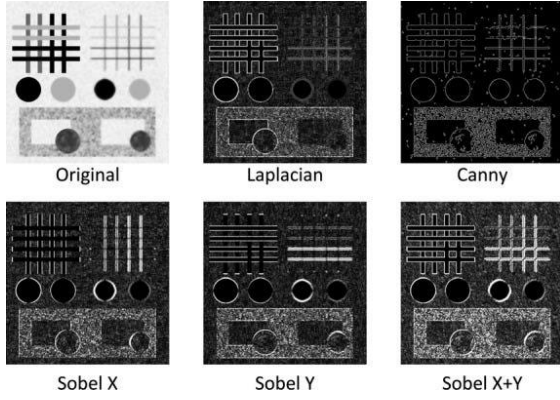 Original
Laplacian
Canny
Sobel X
Sobel Y
Sobel X+Y